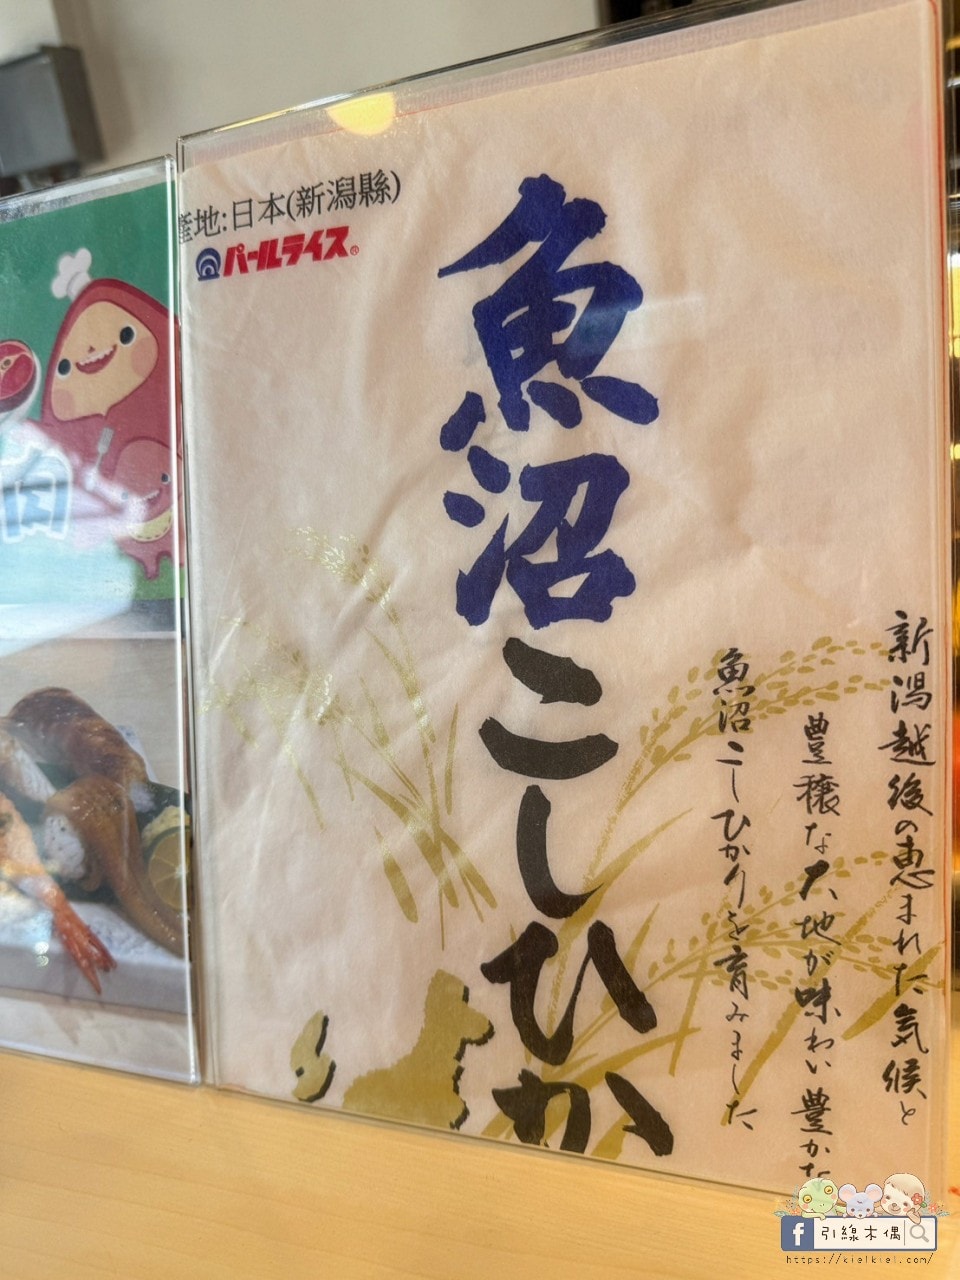 産地:日本(新潟縣)
パールライス®
魚沼こしひか
新潟越後の恵まれた気候と
豊穣な大地が味わい豊かな
魚沼こしひかりを育みました
肉
f 引線木偶
https://kielkiel.com/